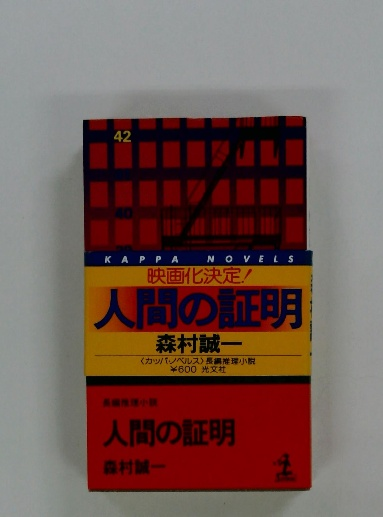 42
KAPPA NOVELS
映画化決定!
人間の証明
森村誠一
〈カッパ・ノベルス〉長編推理小説
¥600 光文社
長編推理小説
人間の証明
森村誠一